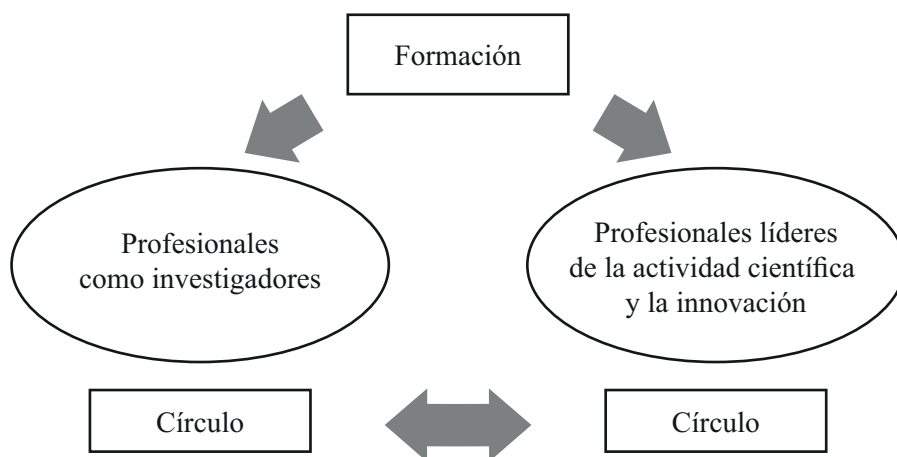 Formación
Profesionales
como investigadores
Profesionales líderes
de la actividad científica
y la innovación
Círculo
Círculo